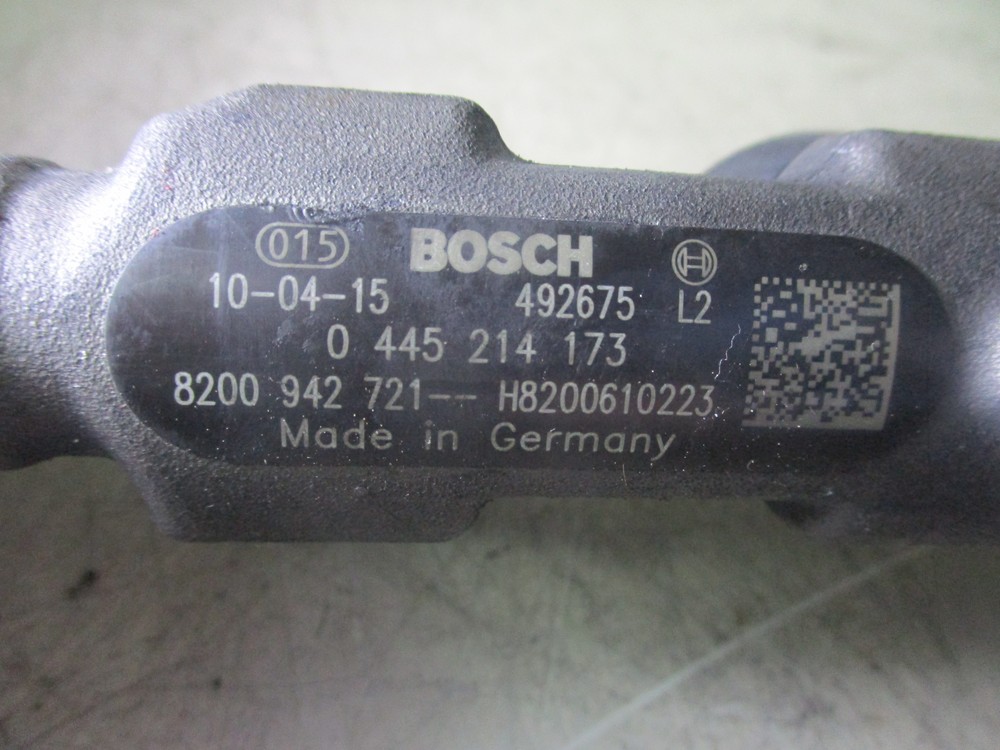 015 BOSCH H
10-04-15 492675 L2
0 445 214 173
8200 942 721-- H8200610223
Made in Germany